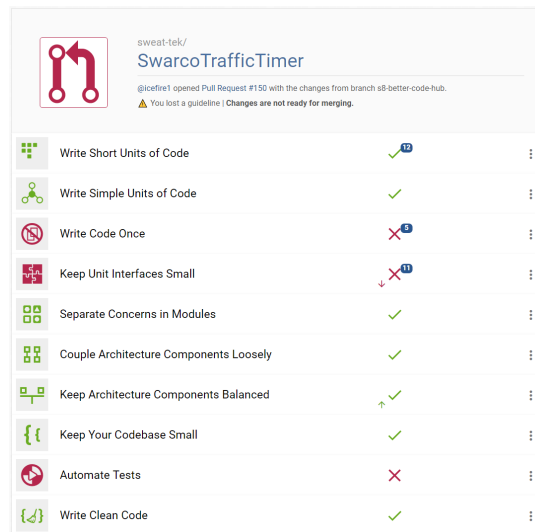 sweat-tek/
SwarcoTrafficTimer
@icefire1 opened Pull Request #150 with the changes from branch s8-better-code-hub.
You lost a guideline | Changes are not ready for merging.
Write Short Units of Code 12
Write Simple Units of Code
Write Code Once 5
Keep Unit Interfaces Small 11
Separate Concerns in Modules
Couple Architecture Components Loosely
Keep Architecture Components Balanced
Keep Your Codebase Small
Automate Tests
Write Clean Code